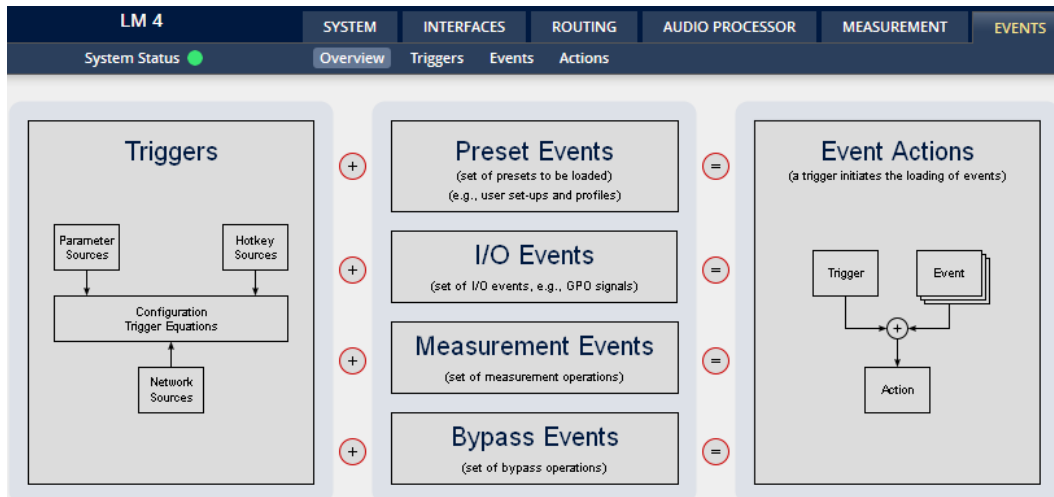 LM 4
SYSTEM
INTERFACES
ROUTING
AUDIO PROCESSOR
MEASUREMENT
EVENTS
System Status
Overview
Triggers
Events
Actions
Triggers
Parameter
Sources
Hotkey
Sources
Configuration
Trigger Equations
Network
Sources
+
+
+
+
Preset Events
(set of presets to be loaded)
(e.g., user set-ups and profiles)
I/O Events
(set of I/O events, e.g., GPO signals)
Measurement Events
(set of measurement operations)
Bypass Events
(set of bypass operations)
=
=
=
=
Event Actions
(a trigger initiates the loading of events)
Trigger
Event
+
Action